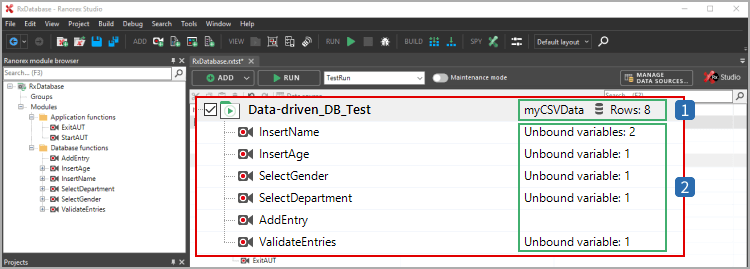 RxDatabase - Ranorex Studio
File Edit View Project Build Debug Search Tools Window Help
ADD VIEW RUN BUILD SPY Default layout
Ranorex module browser
Search... (F3)
RxDatabase
Groups
Modules
Application functions
ExitAUT
StartAUT
Database functions
AddEntry
InsertAge
InsertName
SelectDepartment
SelectGender
ValidateEntries
Projects
RxDatabase.rxtst*
ADD RUN TestRun Maintenance mode MANAGE DATA SOURCES... Studio
Data source
Search... (F7)
Data-driven_DB_Test myCSVData Rows: 8 1
InsertName Unbound variables: 2
InsertAge Unbound variable: 1
SelectGender Unbound variable: 1
SelectDepartment Unbound variable: 1
2
AddEntry
ValidateEntries Unbound variable: 1
ExitAUT